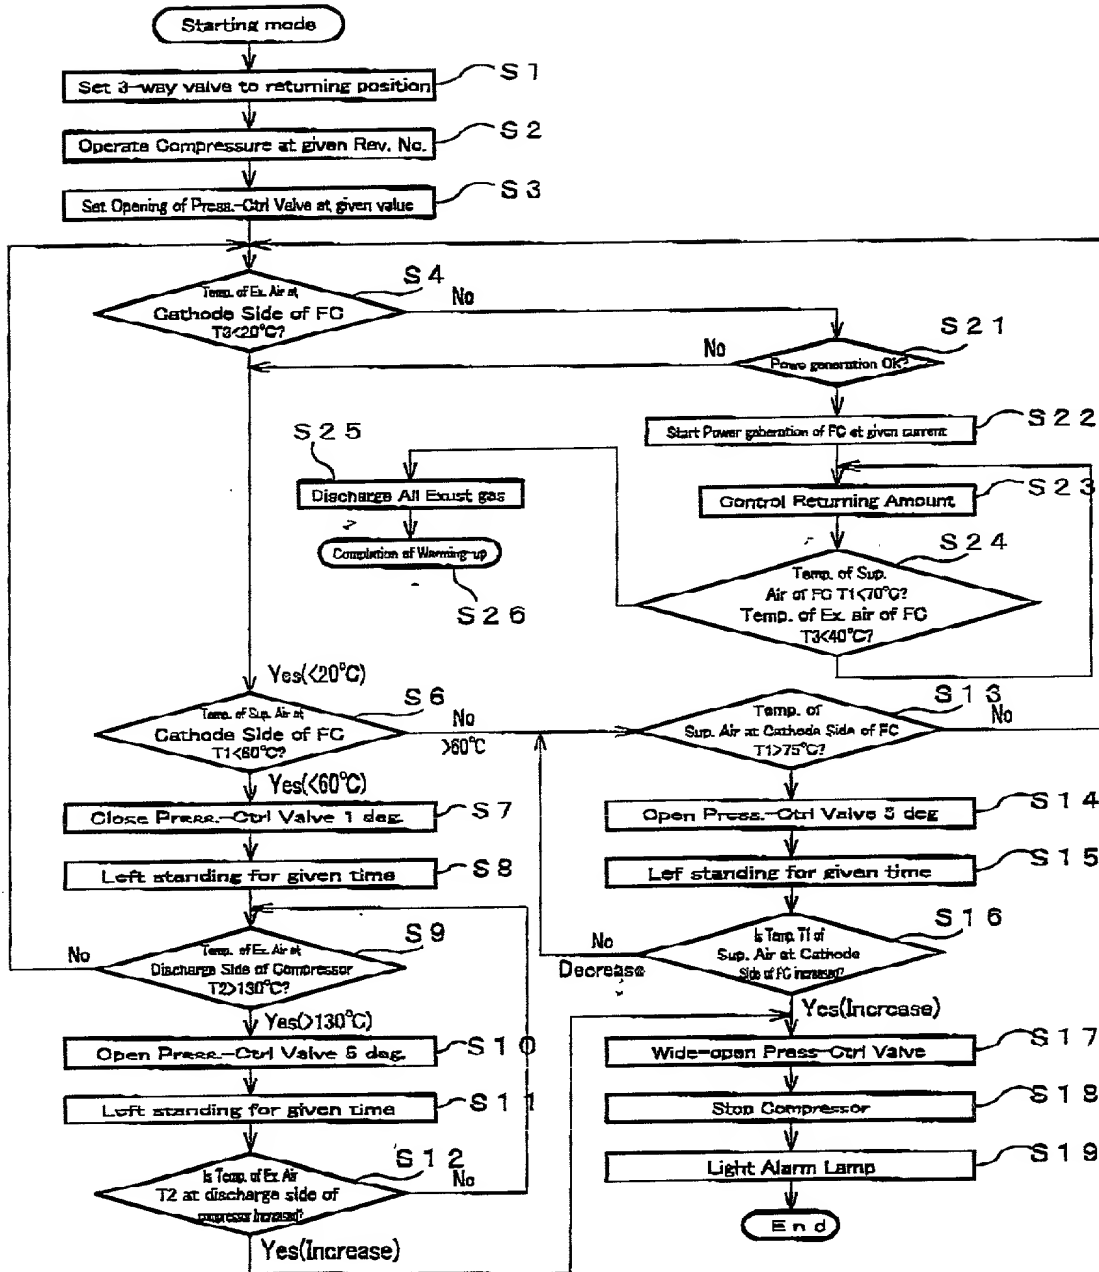 Starting mode
S1
Set 3-way valve to returning position
S2
Operate Compressure at given Rev. No.
S3
Set Opening of Press.-Ctrl Valve at given value
S4
Temp. of Ex. Air at
Cathode Side of FC
T3<20°C?
No
S21
No
Powe generation OK?
S22
Start Power gaberation of FC at given current
S25
Discharge All Exust gas
S23
Control Returning Amount
Completion of Warming-up
S26
S24
Temp. of Sup.
Air of FC T1<70°C?
Temp. of Ex. air of FC
T3<40°C?
Yes(<20°C)
S6
Temp. of Sup. Air at
Cathode Side of FC
T1<60°C?
No
>60°C
S13
Temp. of
Sup. Air at Cathode Side of FC
T1>75°C?
No
Yes(<60°C)
S7
Close Press.-Ctrl Valve 1 deg.
S14
Open Press.-Ctrl Valve 5 deg
S8
Left standing for given time
S15
Lef standing for given time
S9
Temp. of Ex. Air at
Discharge Side of Compressor
T2>130°C?
No
S16
Is Temp. T1 of
Sup. Air at Cathode
Side of FC increased?
No
Decrease
Yes(>130°C)
Yes(Increase)
S10
Open Press.-Ctrl Valve 5 deg.
S17
Wide-open Press-Ctrl Valve
S11
Left standing for given time
S18
Stop Compressor
S12
Is Temp. of Ex Air
T2 at discharge side of
compressor increased?
No
S19
Light Alarm Lamp
End
Yes(Increase)